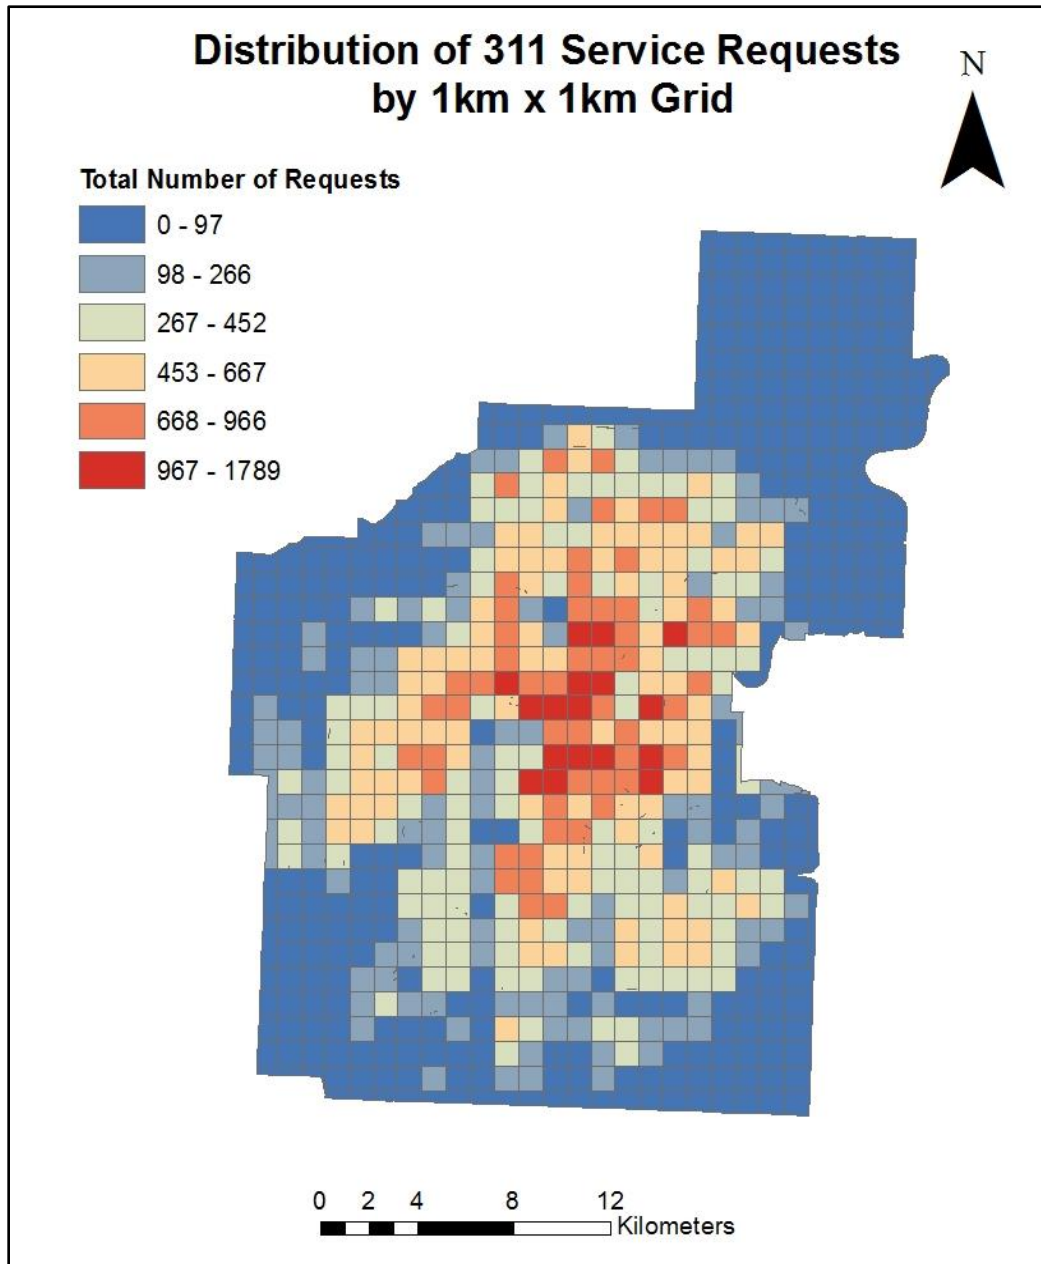 Distribution of 311 Service Requests
by 1km x 1km Grid
N
Total Number of Requests
0 - 97
98 - 266
267 - 452
453 - 667
668 - 966
967 - 1789
0 2 4 8 12
Kilometers